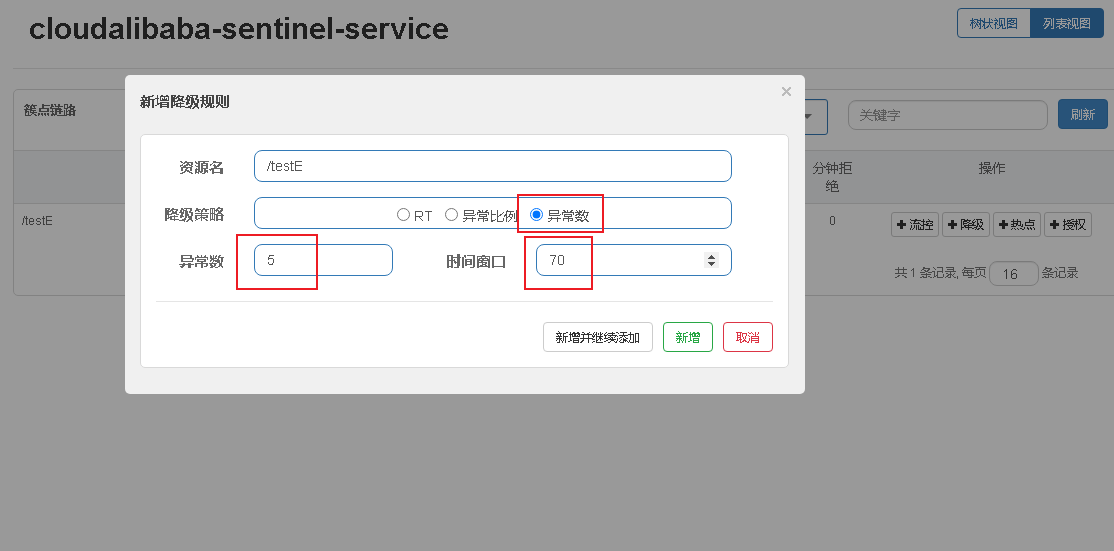 cloudalibaba-sentinel-service
树状视图 列表视图
新增降级规则 ×
簇点链路
关键字 刷新
资源名 /testE
分钟拒绝 操作
降级策略 RT 异常比例 异常数
/testE 0 +流控 +降级 +热点 +授权
异常数 5 时间窗口 70
共 1 条记录, 每页 16 条记录
新增并继续添加 新增 取消